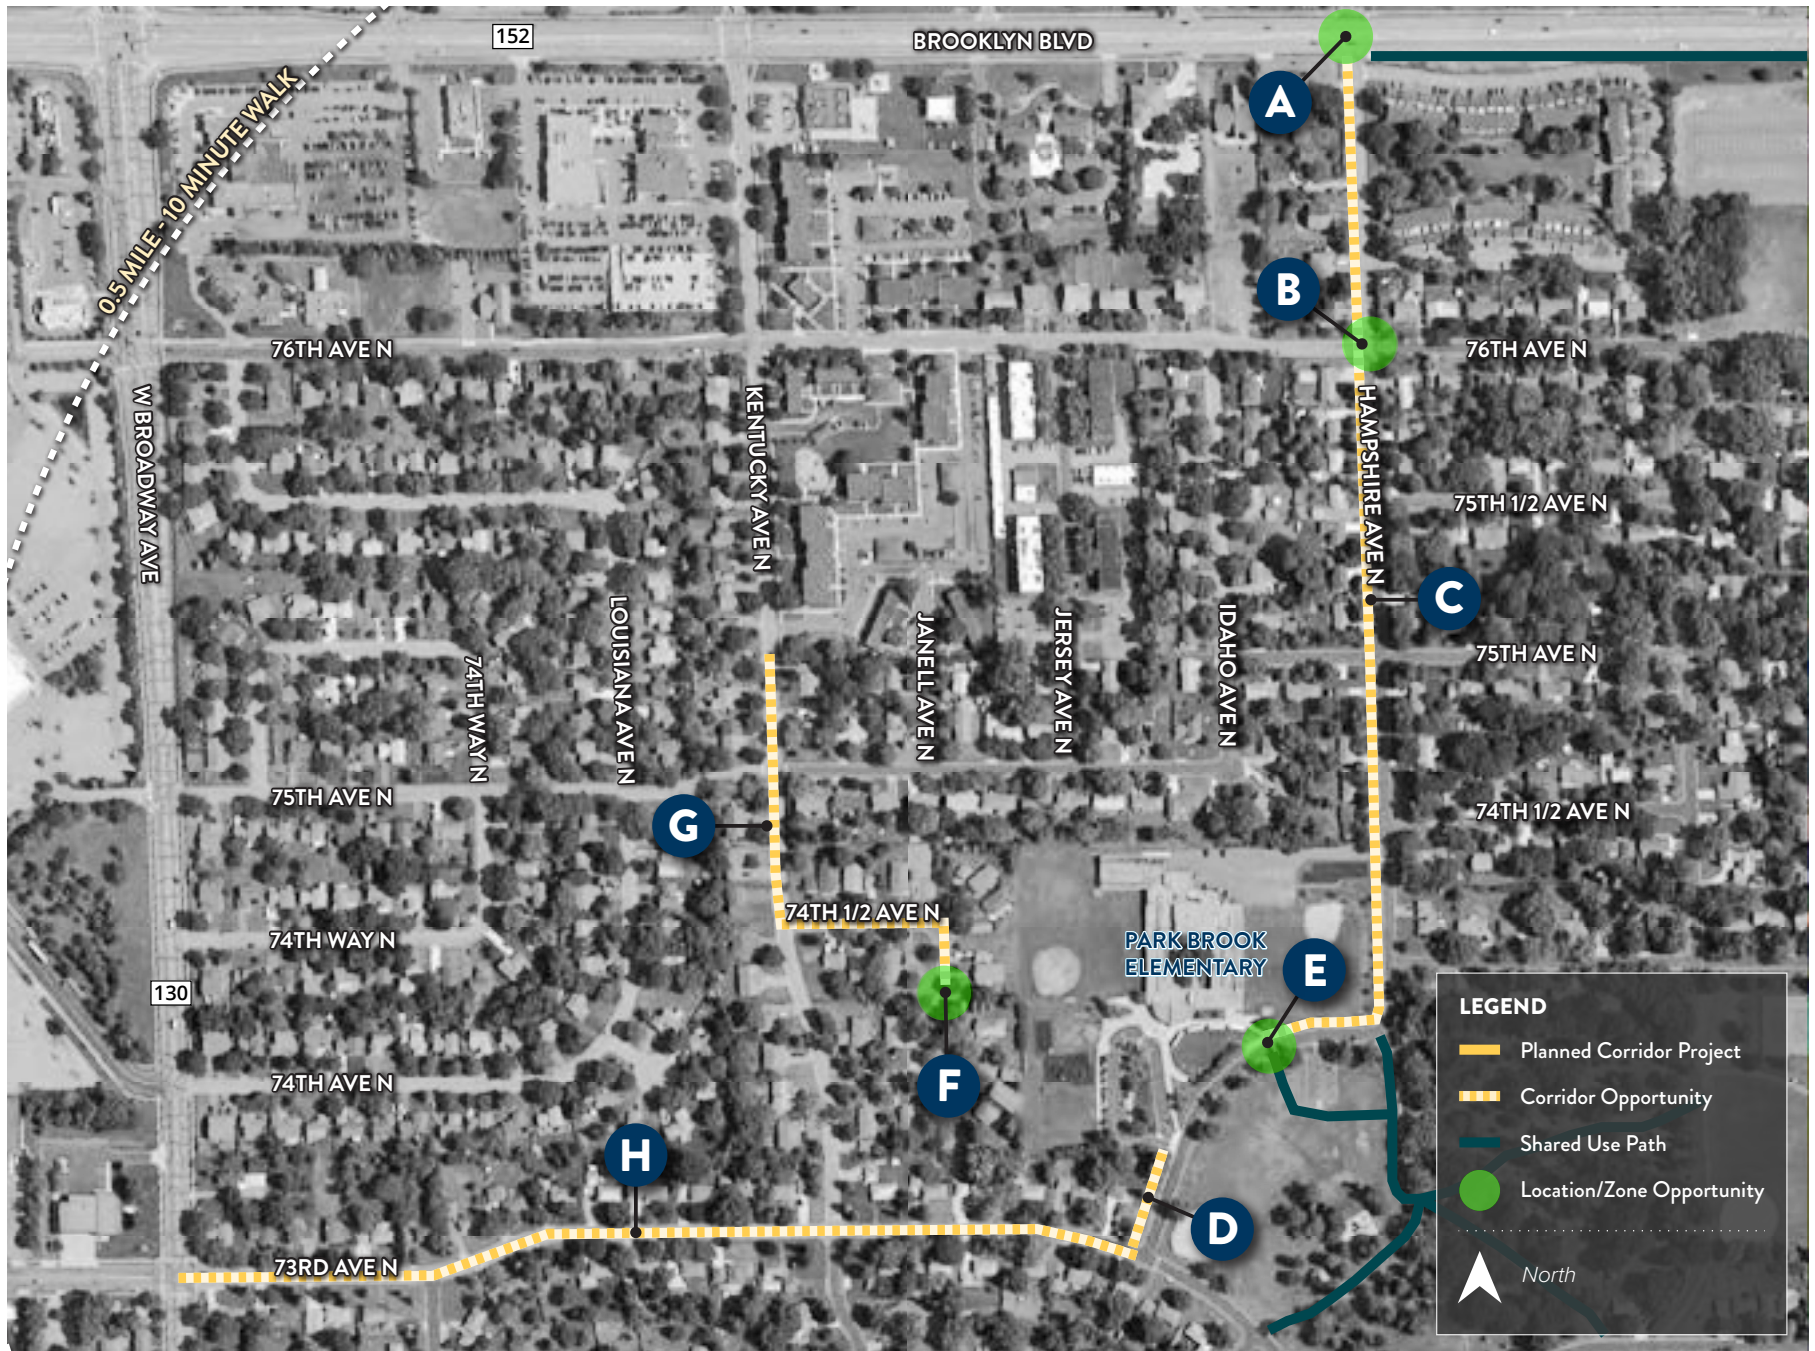 152
BROOKLYN BLVD
0.5 MILE - 10 MINUTE WALK
A
B
76TH AVE N
76TH AVE N
W BROADWAY AVE
KENTUCKY AVE N
HAMPSHIRE AVE N
75TH 1/2 AVE N
C
LOUISIANA AVE N
JANELL AVE N
JERSEY AVE N
IDAHO AVE N
74TH WAY N
75TH AVE N
75TH AVE N
G
74TH 1/2 AVE N
74TH 1/2 AVE N
74TH WAY N
PARK BROOK
ELEMENTARY
E
130
F
74TH AVE N
H
D
73RD AVE N
LEGEND
Planned Corridor Project
Corridor Opportunity
Shared Use Path
Location/Zone Opportunity
North